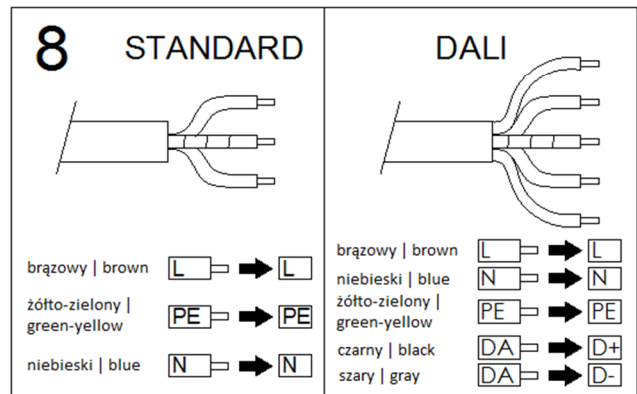 8 STANDARD
brązowy | brown L L
żółto-zielony |
green-yellow PE PE
niebieski | blue N N
DALI
brązowy | brown L L
niebieski | blue N N
żółto-zielony |
green-yellow PE PE
czarny | black DA D+
szary | gray DA D-